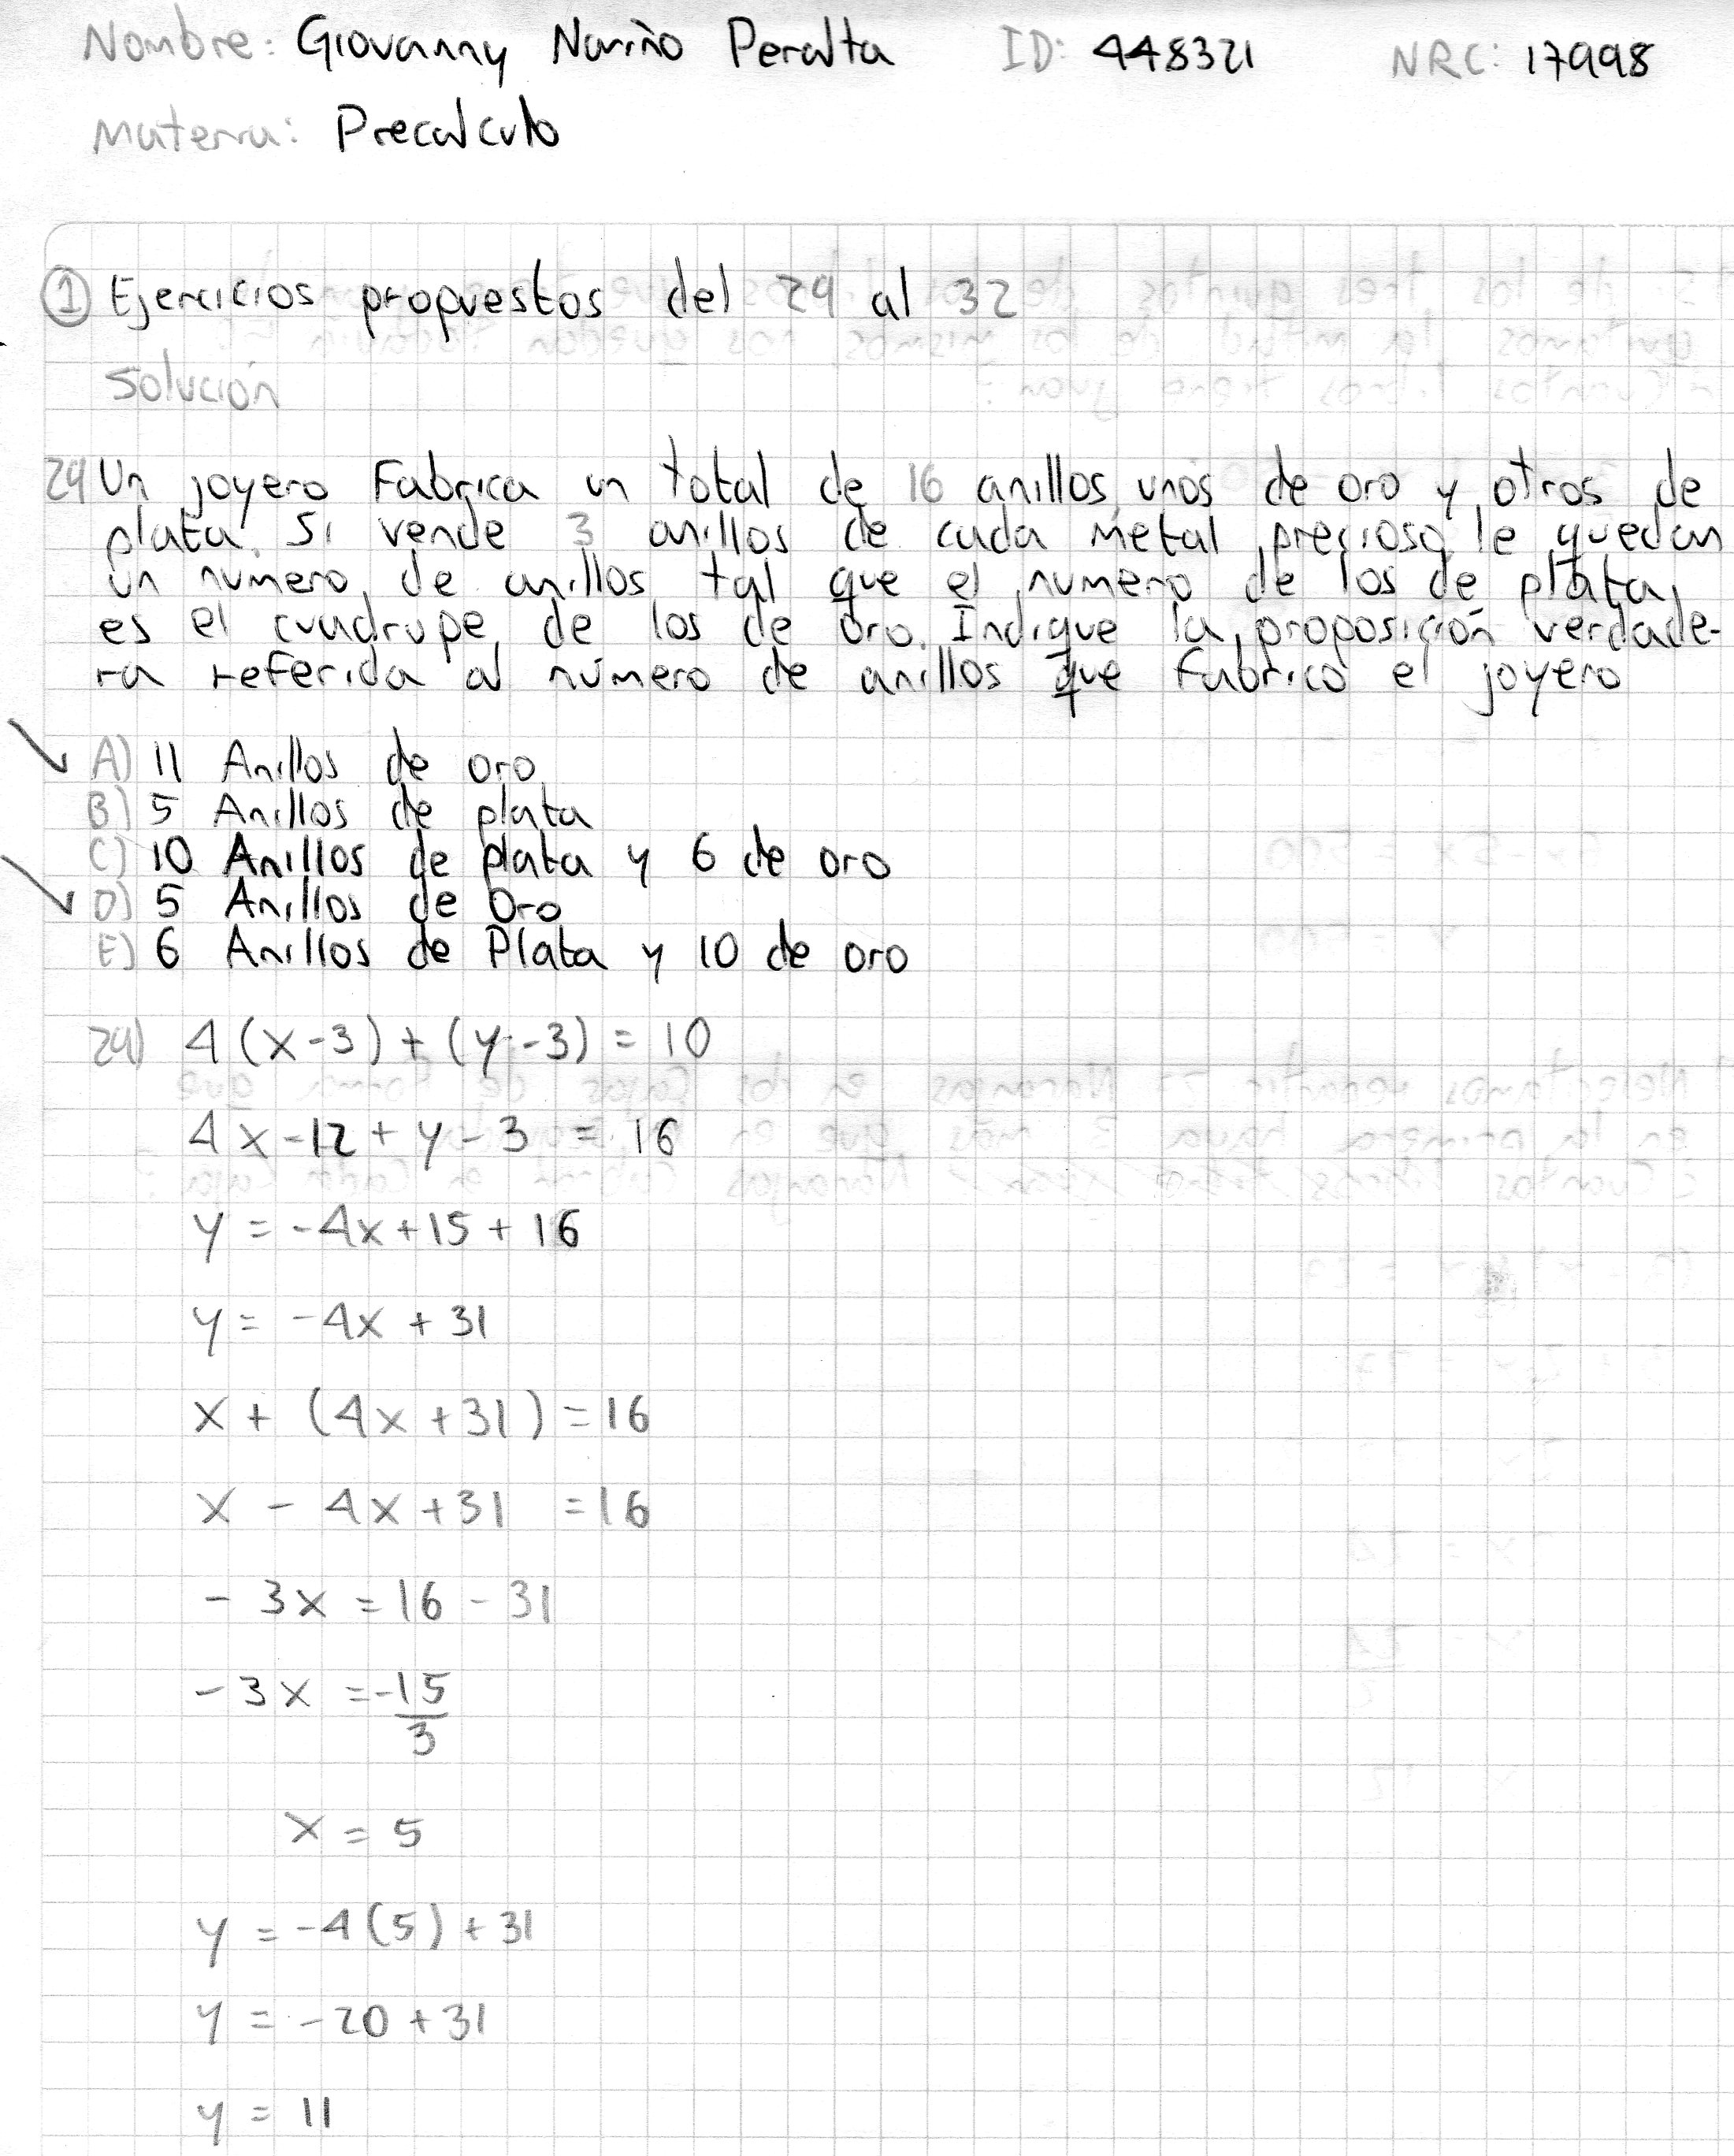 Nombre: Giovanny Nariño Peralta ID: 448321 NRC: 17998
Materia: Precalculo
① Ejercicios propuestos del 29 al 32
Solución
29 Un joyero Fabrica un total de 16 anillos unos de oro y otros de
plata. Si vende 3 anillos de cada metal precioso le quedan
un numero de anillos tal que el numero de los de plata
es el cuadrupe de los de oro. Indique la proposición verdade-
ra referida al número de anillos que fabrico el joyero
A) 11 Anillos de oro
B) 5 Anillos de plata
C) 10 Anillos de plata y 6 de oro
D) 5 Anillos de Oro
E) 6 Anillos de Plata y 10 de oro
29) 4(x-3)+(y-3)=10
4x-12+y-3=16
y=-4x+15+16
y=-4x+31
x+(4x+31)=16
x-4x+31=16
-3x=16-31
-3x=-15/3
x=5
y=-4(5)+31
y=-20+31
y=11